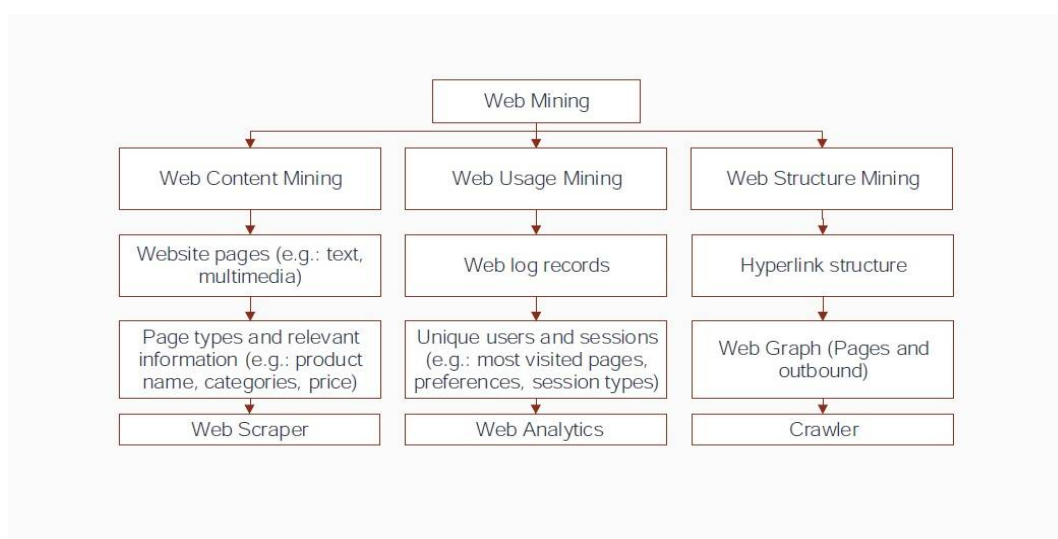 Web Mining
Web Content Mining
Web Usage Mining
Web Structure Mining
Website pages (e.g.: text,
multimedia)
Web log records
Hyperlink structure
Page types and relevant
information (e.g.: product
name, categories, price)
Unique users and sessions
(e.g.: most visited pages,
preferences, session types)
Web Graph (Pages and
outbound)
Web Scraper
Web Analytics
Crawler